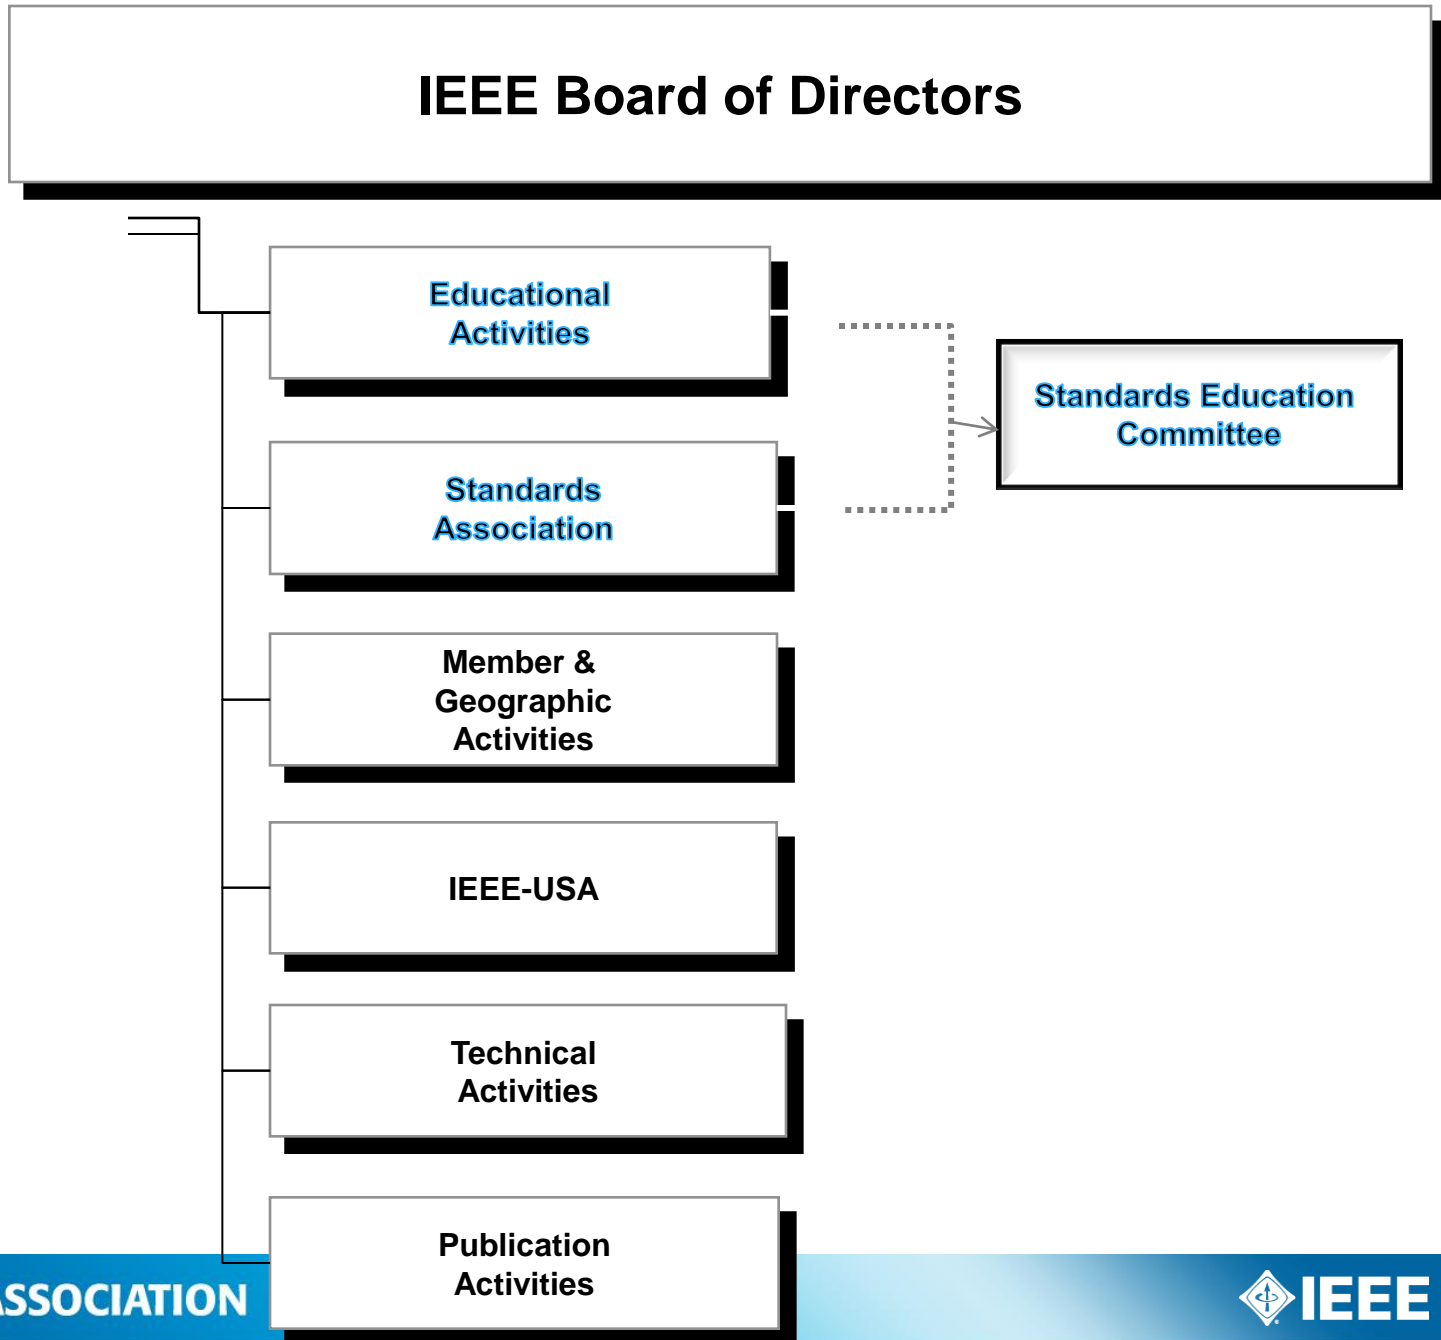 IEEE Board of Directors
Educational
Activities
Standards Education
Committee
Standards
Association
Member &
Geographic
Activities
IEEE-USA
Technical
Activities
Publication
Activities
ASSOCIATION
IEEE